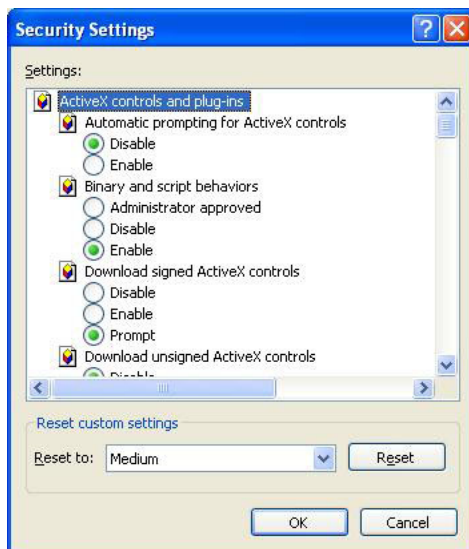 Security Settings
Settings:
ActiveX controls and plug-ins
Automatic prompting for ActiveX controls
Disable
Enable
Binary and script behaviors
Administrator approved
Disable
Enable
Download signed ActiveX controls
Disable
Enable
Prompt
Download unsigned ActiveX controls
Disable
Reset custom settings
Reset to: Medium Reset
OK Cancel